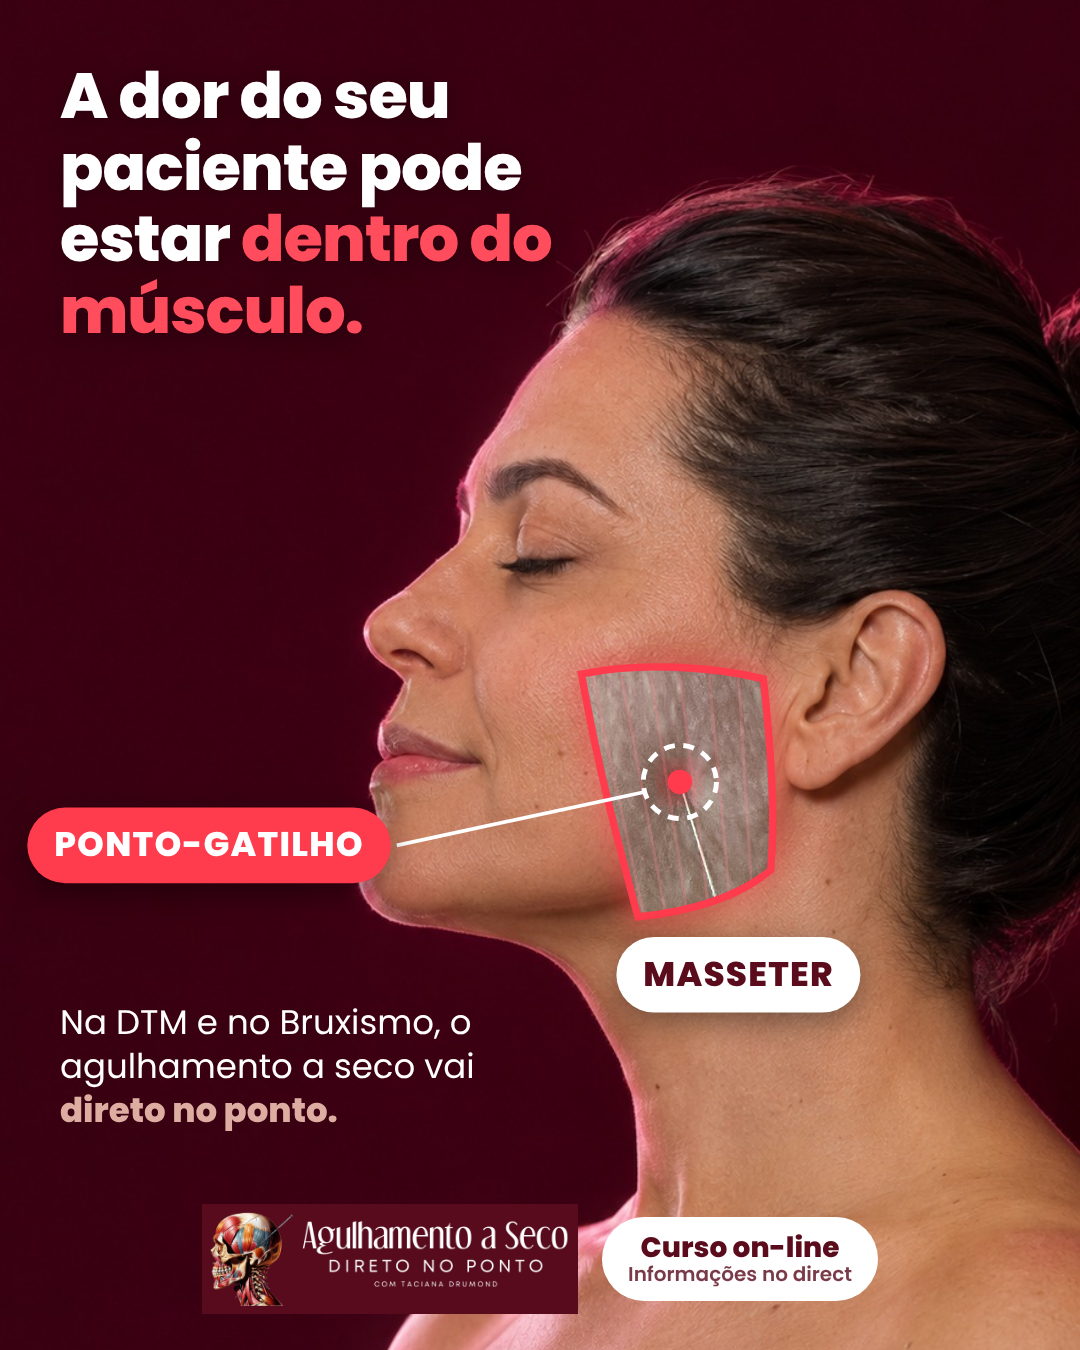 A dor do seu
paciente pode
estar dentro do
músculo.
PONTO-GATILHO
MASSETER
Na DTM e no Bruxismo, o
agulhamento a seco vai
direto no ponto.
Agulhamento a Seco
DIRETO NO PONTO
COM TACIANA DRUMOND
Curso on-line
Informações no direct